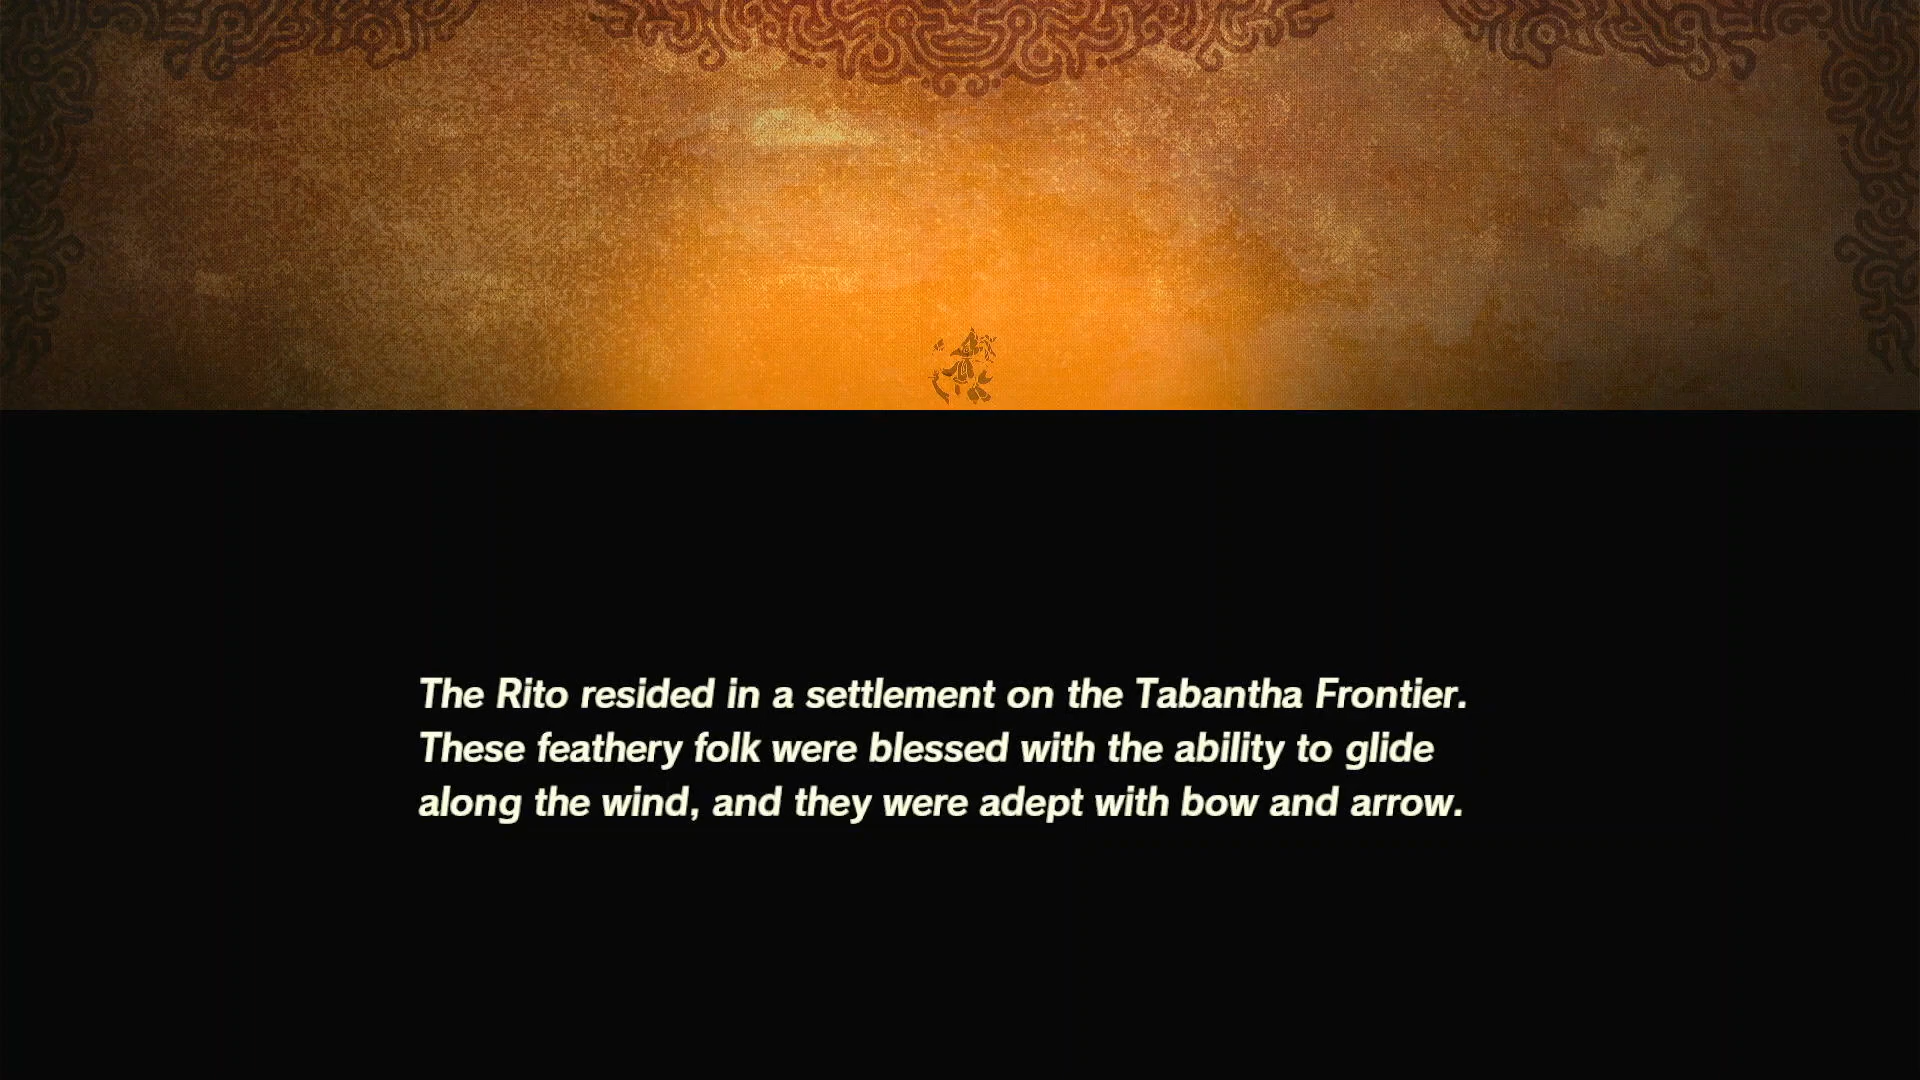 The Rito resided in a settlement on the Tabantha Frontier.
These feathery folk were blessed with the ability to glide
along the wind, and they were adept with bow and arrow.